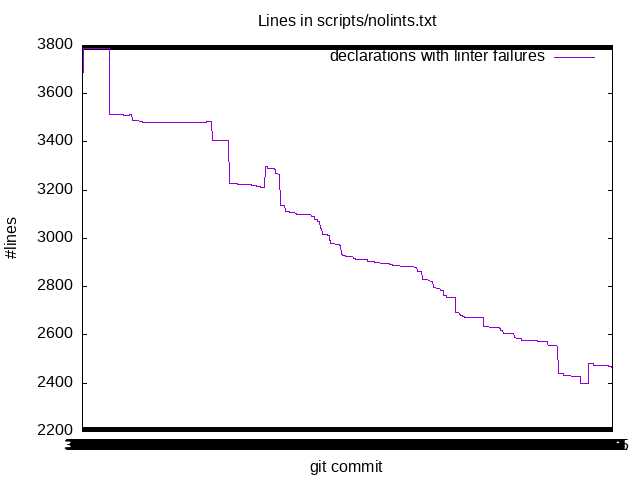 Lines in scripts/nolints.txt
declarations with linter failures
3800
3600
3400
3200
3000
2800
2600
2400
2200
#lines
git commit